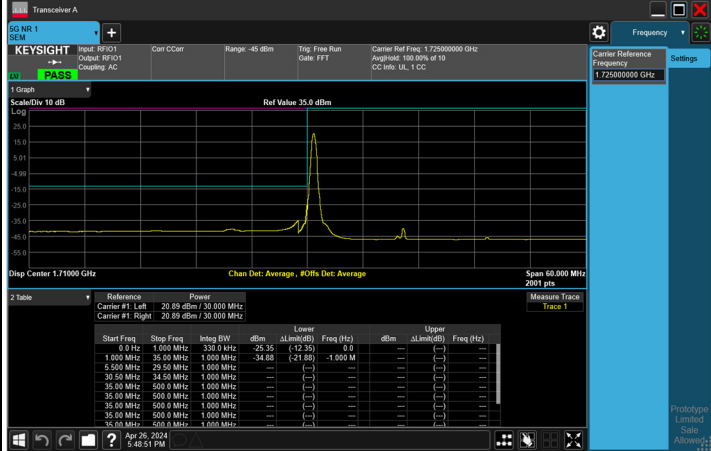 Transceiver A
5G NR 1
SEM
Frequency
KEYSIGHT
Input: RFIO1
Output: RFIO1
Coupling: AC
Corr CCorr
Range: -45 dBm
Trig: Free Run
Gate: FFT
Carrier Ref Freq: 1.725000000 GHz
Avg|Hold: 100.00% of 10
CC Info: UL, 1 CC
LXI
PASS
Carrier Reference
Frequency
1.725000000 GHz
Settings
1 Graph
Scale/Div 10 dB
Ref Value 35.0 dBm
Log
25.0
15.0
5.01
-4.99
-15.0
-25.0
-35.0
-45.0
-55.0
Disp Center 1.71000 GHz
Chan Det: Average, #Offs Det: Average
Span 60.000 MHz
2001 pts
2 Table
Reference Power
Carrier #1: Left 20.89 dBm / 30.000 MHz
Carrier #1: Right 20.89 dBm / 30.000 MHz
Measure Trace
Trace 1
Lower Upper
Start Freq Stop Freq Integ BW dBm ΔLimit(dB) Freq (Hz) dBm ΔLimit(dB) Freq (Hz)
0.0 Hz 1.000 MHz 330.0 kHz -25.35 (-12.35) 0.0 --- (---) ---
1.000 MHz 35.00 MHz 1.000 MHz -34.88 (-21.88) -1.000 M --- (---) ---
5.500 MHz 29.50 MHz 1.000 MHz --- (---) --- --- (---) ---
30.50 MHz 34.50 MHz 1.000 MHz --- (---) --- --- (---) ---
35.00 MHz 500.0 MHz 1.000 MHz --- (---) --- --- (---) ---
35.00 MHz 500.0 MHz 1.000 MHz --- (---) --- --- (---) ---
35.00 MHz 500.0 MHz 1.000 MHz --- (---) --- --- (---) ---
35.00 MHz 500.0 MHz 1.000 MHz --- (---) --- --- (---) ---
35.00 MHz 500.0 MHz 1.000 MHz --- (---) --- --- (---) ---
Apr 26, 2024
5:48:51 PM
Prototype
Limited
Sale
Allowed